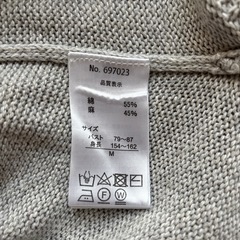 No. 697023
品質表示
綿 55%
麻 45%
サイズ
バスト 79~87
身長 154~162
M